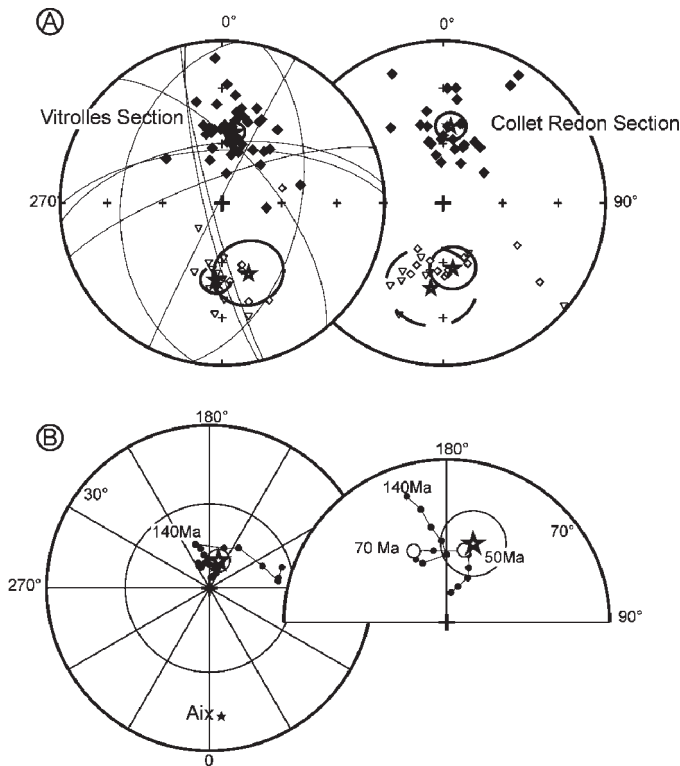 A
0°
0°
Vitrolles Section
Collet Redon Section
270°
90°
B
180°
30°
140Ma
270°
Aix
0
180°
140Ma
70°
70 Ma
50Ma
90°